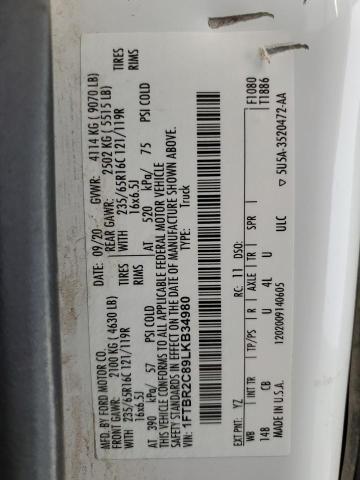 MFD. BY FORD MOTOR CO.
DATE: 09/20 GVWR: 4114 KG ( 9070 LB)
FRONT GAWR: 2100 KG ( 4630 LB) REAR GAWR: 2502 KG ( 5515 LB)
WITH 235/65R16C 121/119R TIRES WITH 235/65R16C 121/119R TIRES
16x6.5J RIMS 16x6.5J RIMS
AT 390 kPa/ 57 PSI COLD AT 520 kPa/ 75 PSI COLD
THIS VEHICLE CONFORMS TO ALL APPLICABLE FEDERAL MOTOR VEHICLE
SAFETY STANDARDS IN EFFECT ON THE DATE OF MANUFACTURE SHOWN ABOVE.
VIN: 1FTBR2C89LKB34980
TYPE: Truck
F1080
T1886
EXT PNT: YZ RC: 11 DSO:
WB INT TR TP/PS R AXLE TR SPR
148 CB U 4L U ULC
MADE IN U.S.A. 1202009140605 ▽ 5U5A-3520472-AA